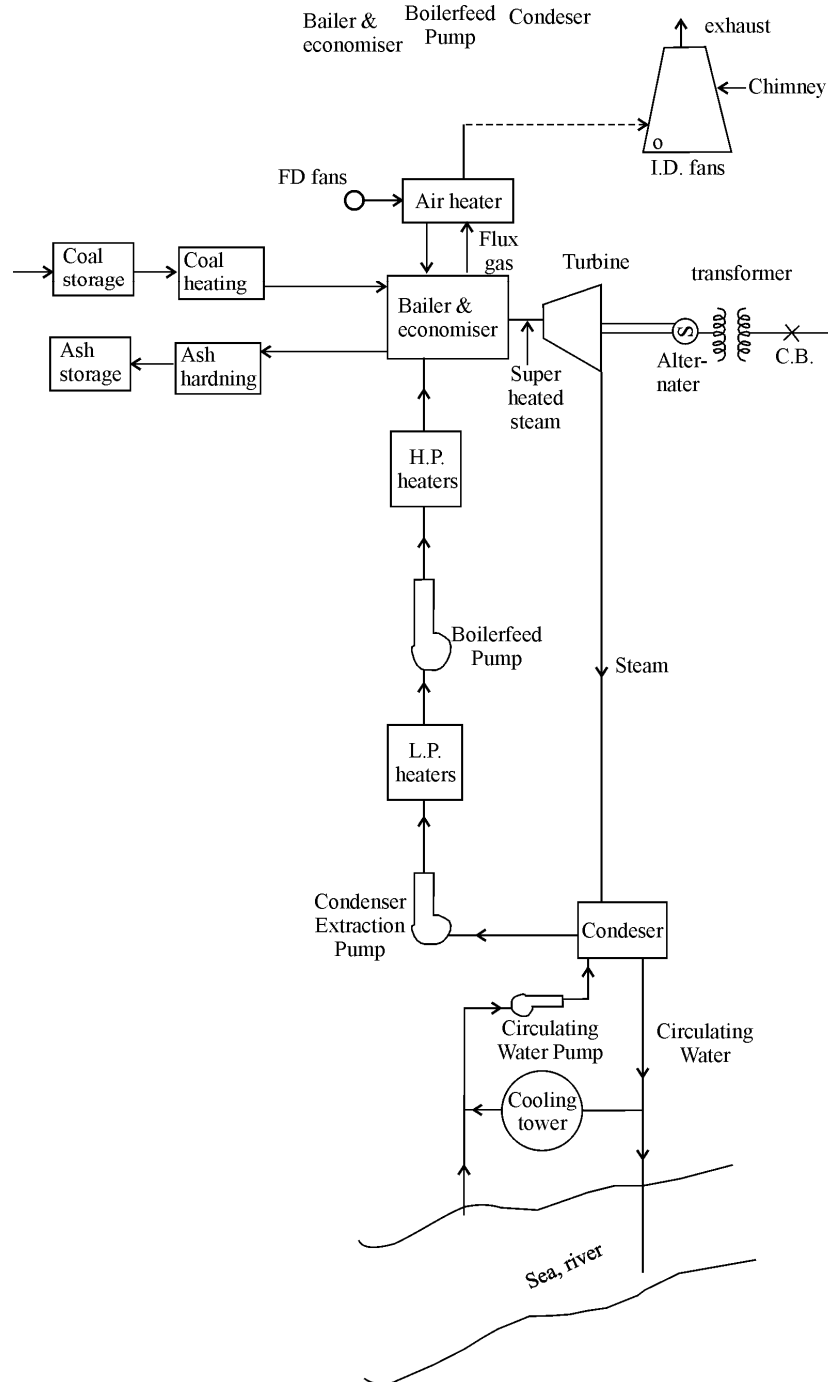 Bailer &
economiser
Boilerfeed
Pump
Condeser
exhaust
Chimney
o
I.D. fans
FD fans
Air heater
Flux
gas
Coal
storage
Coal
heating
Bailer &
economiser
Turbine
transformer
S
Alter-
nater
C.B.
Super
heated
steam
Ash
storage
Ash
hardning
H.P.
heaters
Boilerfeed
Pump
Steam
L.P.
heaters
Condenser
Extraction
Pump
Condeser
Circulating
Water Pump
Circulating
Water
Cooling
tower
Sea, river